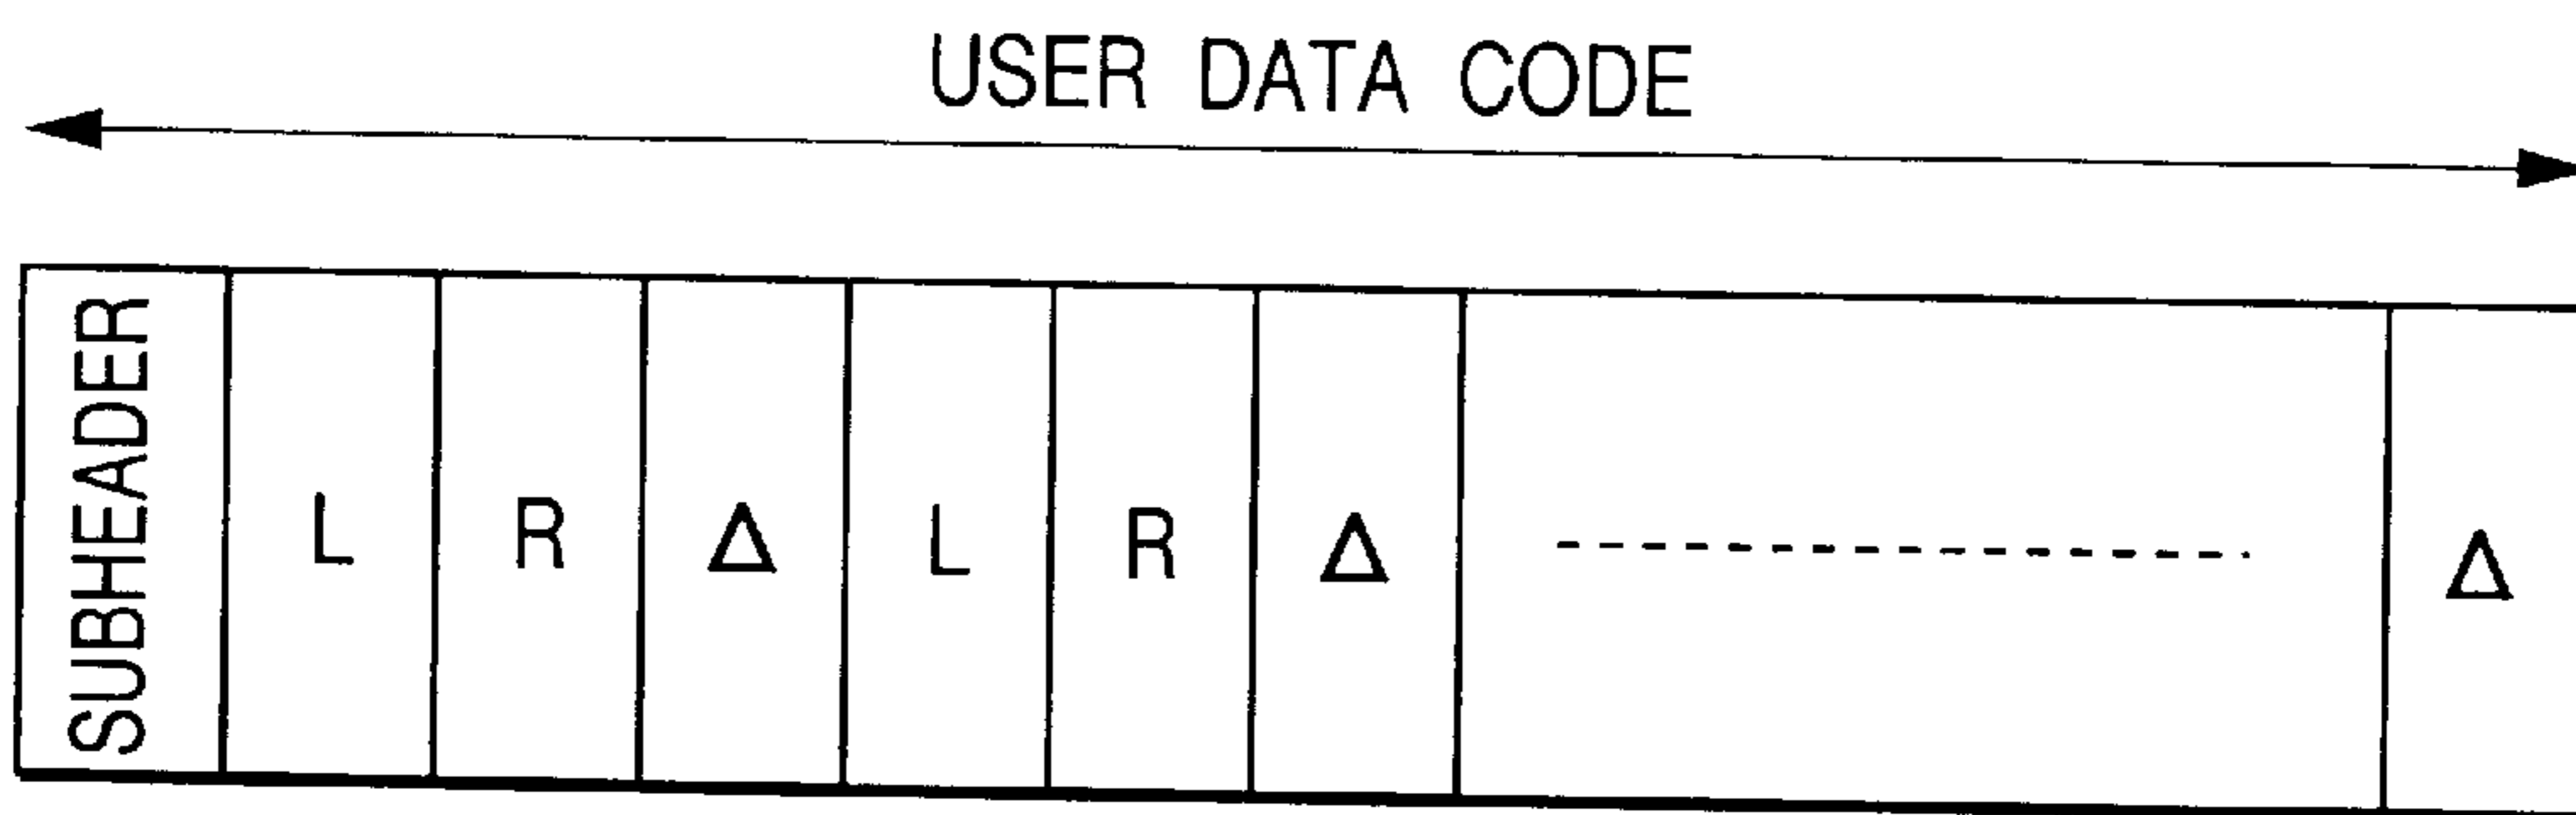 USER DATA CODE
SUBHEADER L R Δ L R Δ Δ